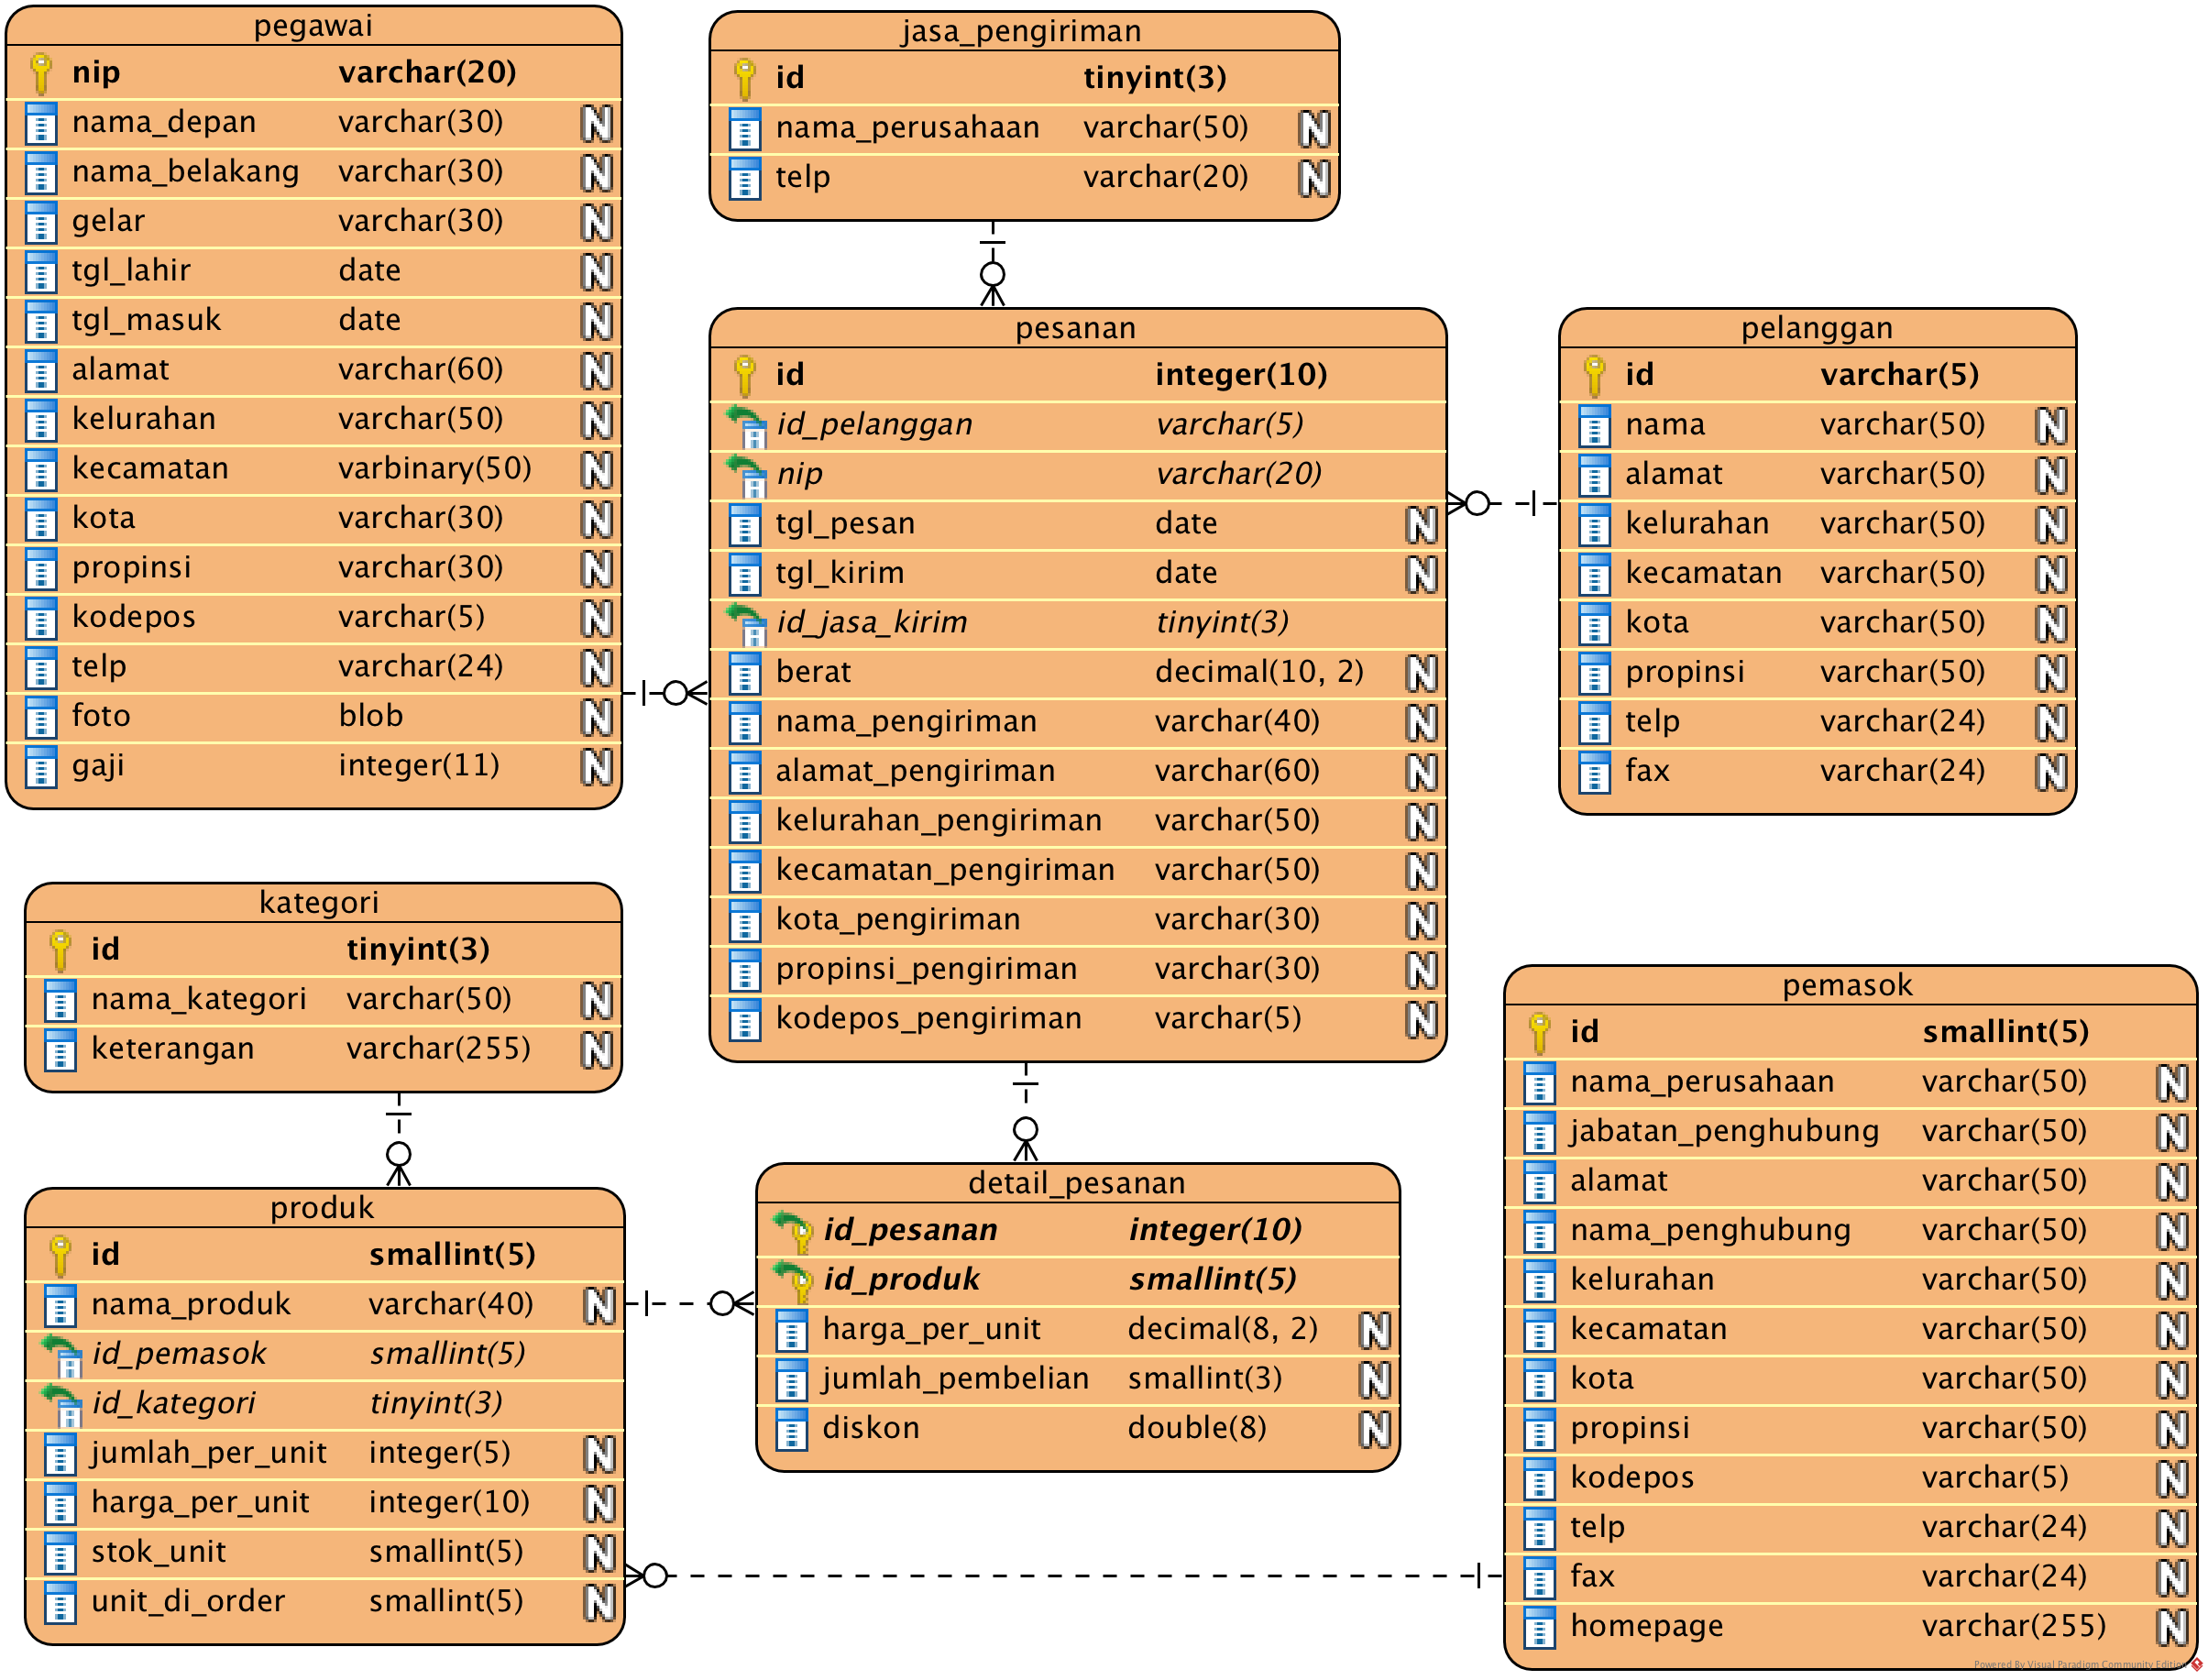 pegawai
nip varchar(20)
nama_depan varchar(30) N
nama_belakang varchar(30) N
gelar varchar(30) N
tgl_lahir date N
tgl_masuk date N
alamat varchar(60) N
kelurahan varchar(50) N
kecamatan varbinary(50) N
kota varchar(30) N
propinsi varchar(30) N
kodepos varchar(5) N
telp varchar(24) N
foto blob N
gaji integer(11) N
jasa_pengiriman
id tinyint(3)
nama_perusahaan varchar(50) N
telp varchar(20) N
pesanan
id integer(10)
id_pelanggan varchar(5)
nip varchar(20)
tgl_pesan date N
tgl_kirim date N
id_jasa_kirim tinyint(3)
berat decimal(10, 2) N
nama_pengiriman varchar(40) N
alamat_pengiriman varchar(60) N
kelurahan_pengiriman varchar(50) N
kecamatan_pengiriman varchar(50) N
kota_pengiriman varchar(30) N
propinsi_pengiriman varchar(30) N
kodepos_pengiriman varchar(5) N
pelanggan
id varchar(5)
nama varchar(50) N
alamat varchar(50) N
kelurahan varchar(50) N
kecamatan varchar(50) N
kota varchar(50) N
propinsi varchar(50) N
telp varchar(24) N
fax varchar(24) N
kategori
id tinyint(3)
nama_kategori varchar(50) N
keterangan varchar(255) N
produk
id smallint(5)
nama_produk varchar(40) N
id_pemasok smallint(5)
id_kategori tinyint(3)
jumlah_per_unit integer(5) N
harga_per_unit integer(10) N
stok_unit smallint(5) N
unit_di_order smallint(5) N
detail_pesanan
id_pesanan integer(10)
id_produk smallint(5)
harga_per_unit decimal(8, 2) N
jumlah_pembelian smallint(3) N
diskon double(8) N
pemasok
id smallint(5)
nama_perusahaan varchar(50) N
jabatan_penghubung varchar(50) N
alamat varchar(50) N
nama_penghubung varchar(50) N
kelurahan varchar(50) N
kecamatan varchar(50) N
kota varchar(50) N
propinsi varchar(50) N
kodepos varchar(5) N
telp varchar(24) N
fax varchar(24) N
homepage varchar(255) N
Powered By Visual Paradigm Community Edition